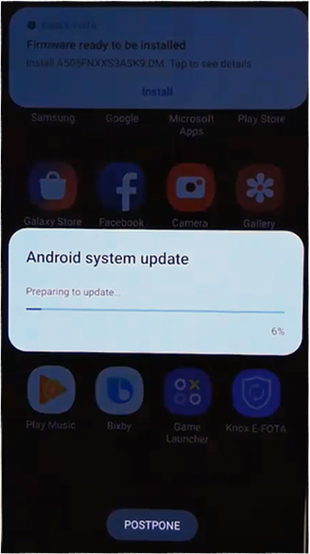 Firmware ready to be installed
Install A505FNXXS3ASK9.DM. Tap to see details
Install
Samsung
Google
Microsoft
Apps
Play Store
Galaxy Store
Facebook
Camera
Gallery
Android system update
Preparing to update..
6%
Play Music
Bixby
Game
Launcher
Knox E-FOTA
POSTPONE